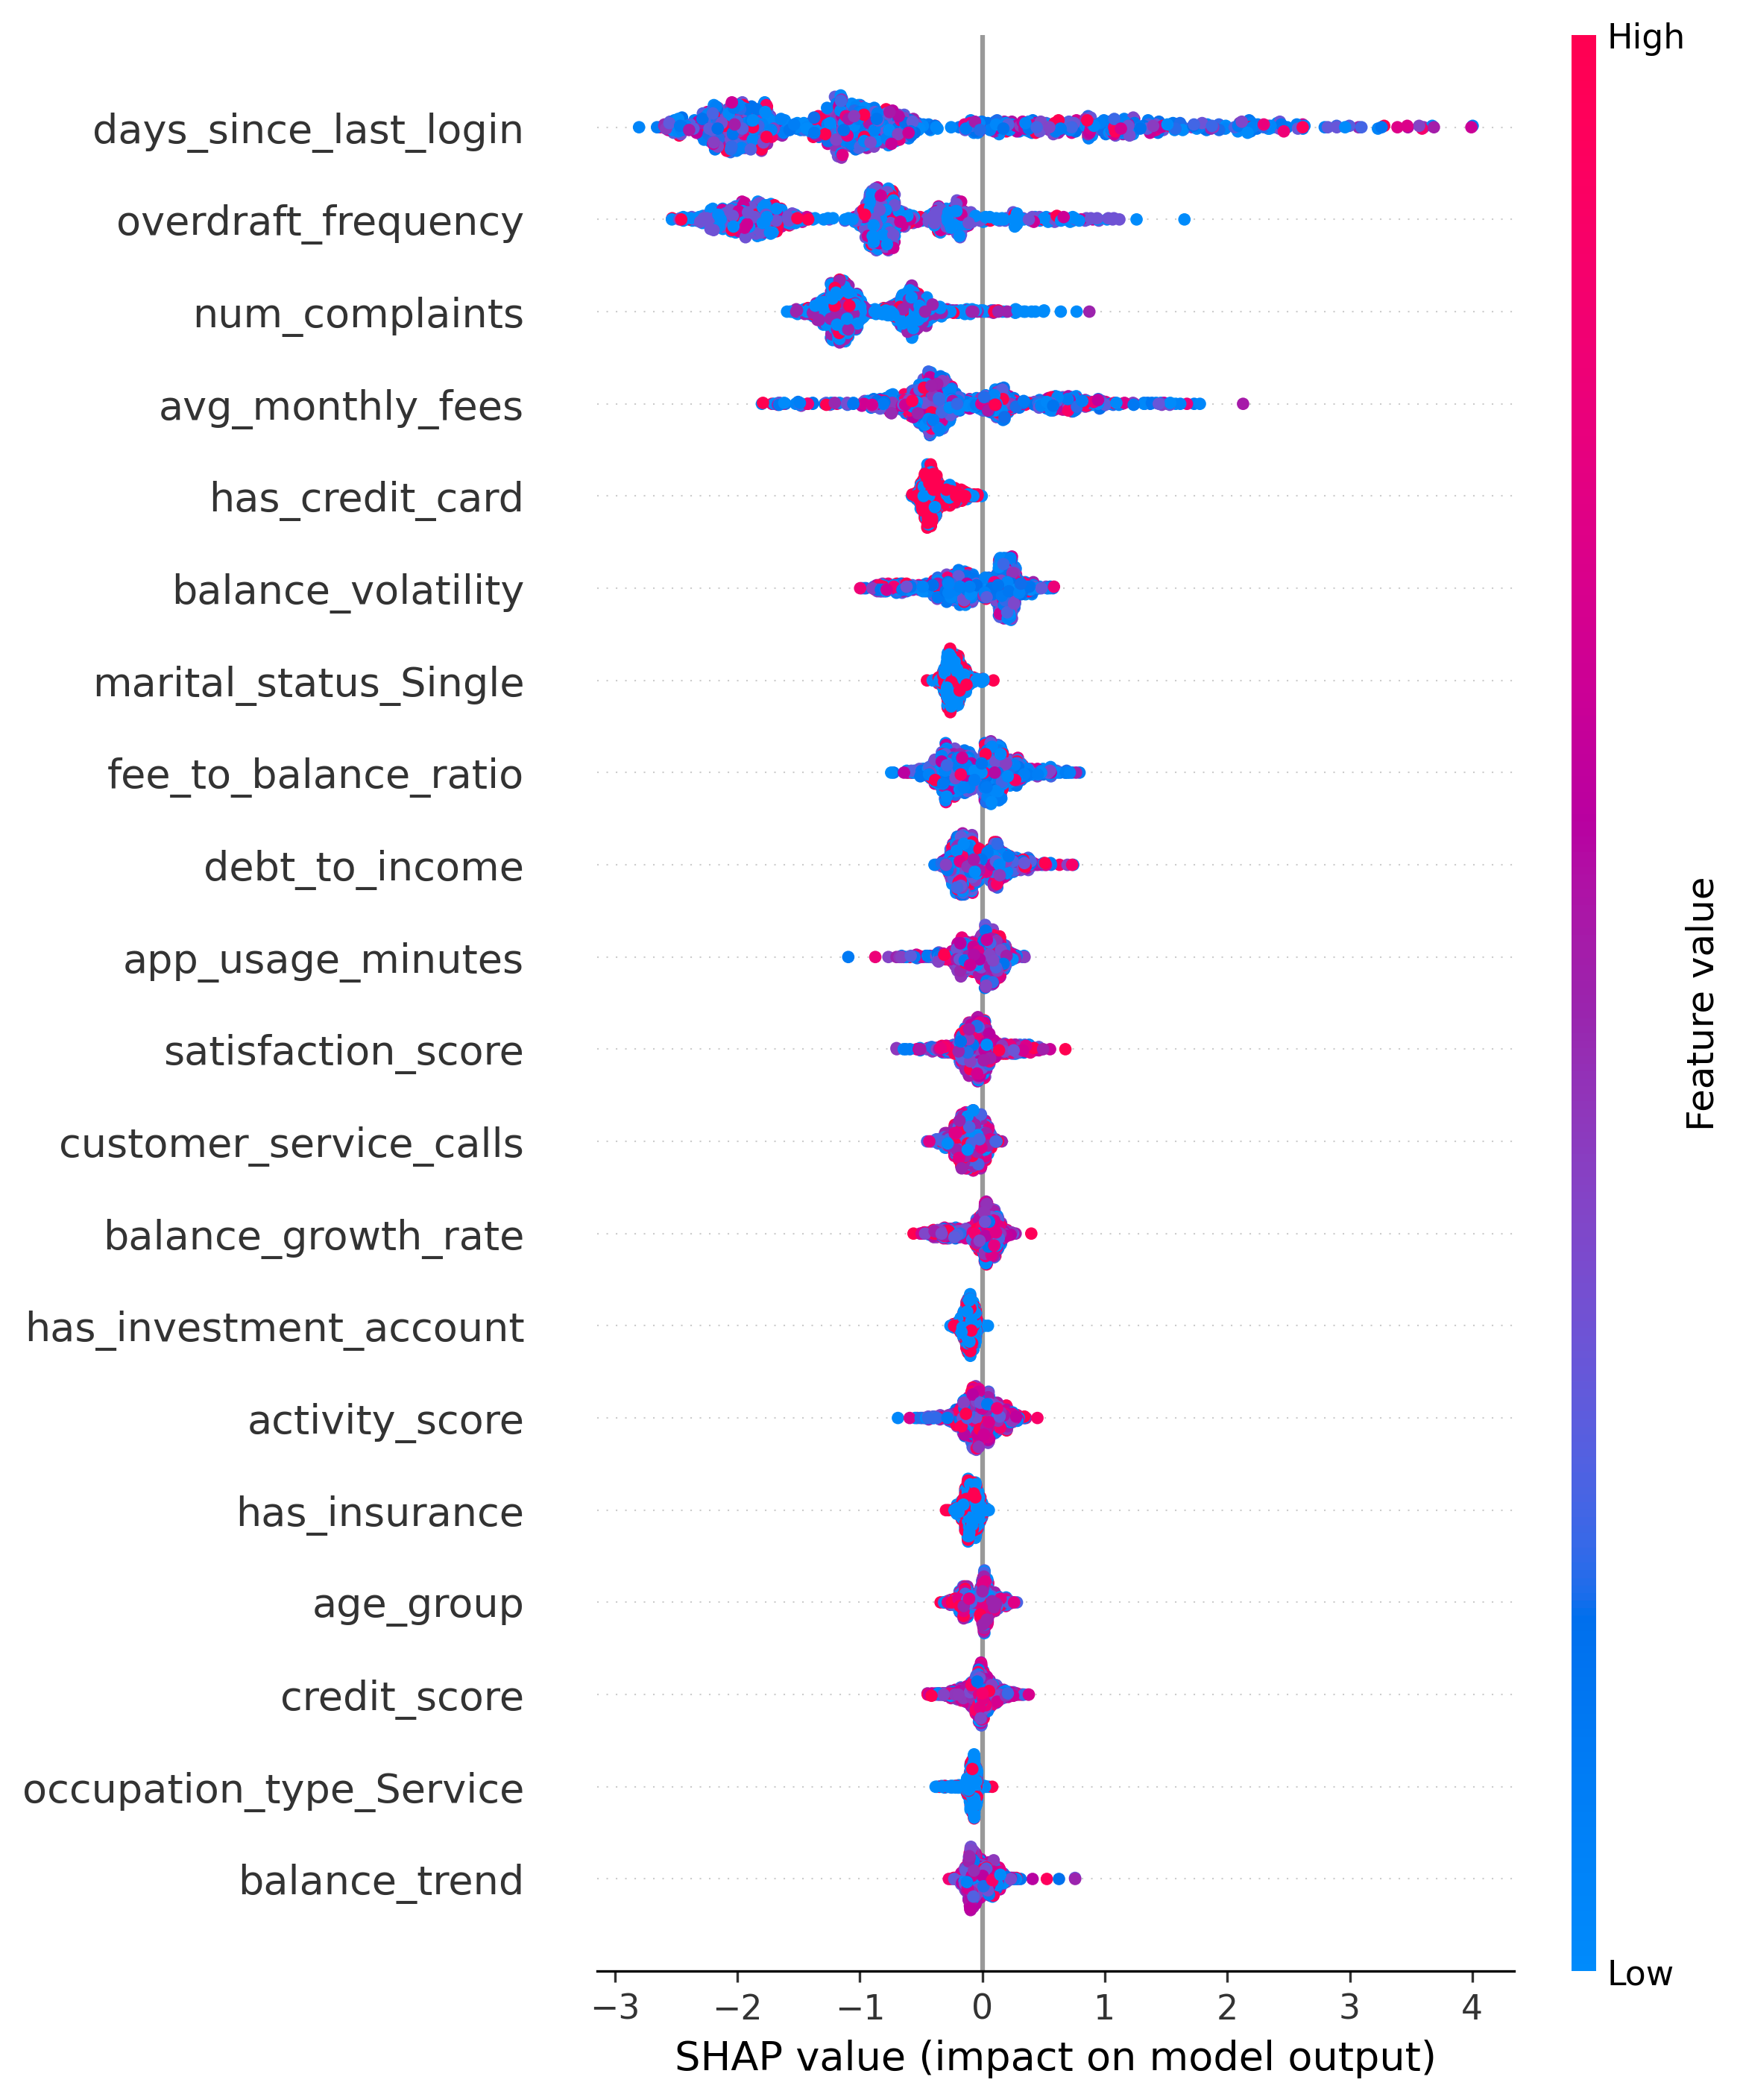 High
days_since_last_login
overdraft_frequency
num_complaints
avg_monthly_fees
has_credit_card
balance_volatility
marital_status_Single
fee_to_balance_ratio
debt_to_income
app_usage_minutes
satisfaction_score
customer_service_calls
balance_growth_rate
has_investment_account
activity_score
has_insurance
age_group
credit_score
occupation_type_Service
balance_trend
Feature value
Low
−3 −2 −1 0 1 2 3 4
SHAP value (impact on model output)